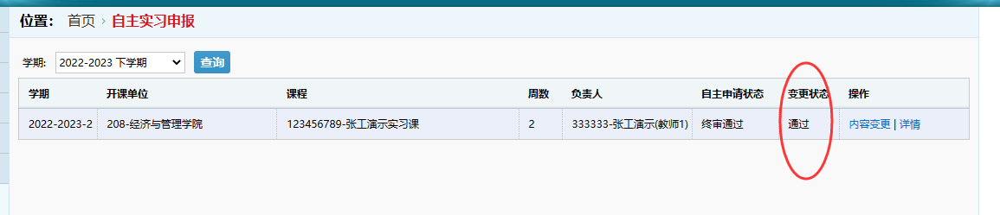 位置： 首页 › 自主实习申报
学期: 2022-2023 下学期 查询
学期 开课单位 课程 周数 负责人 自主申请状态 变更状态 操作
2022-2023-2 208-经济与管理学院 123456789-张工演示实习课 2 333333-张工演示(教师1) 终审通过 通过 内容变更 | 详情